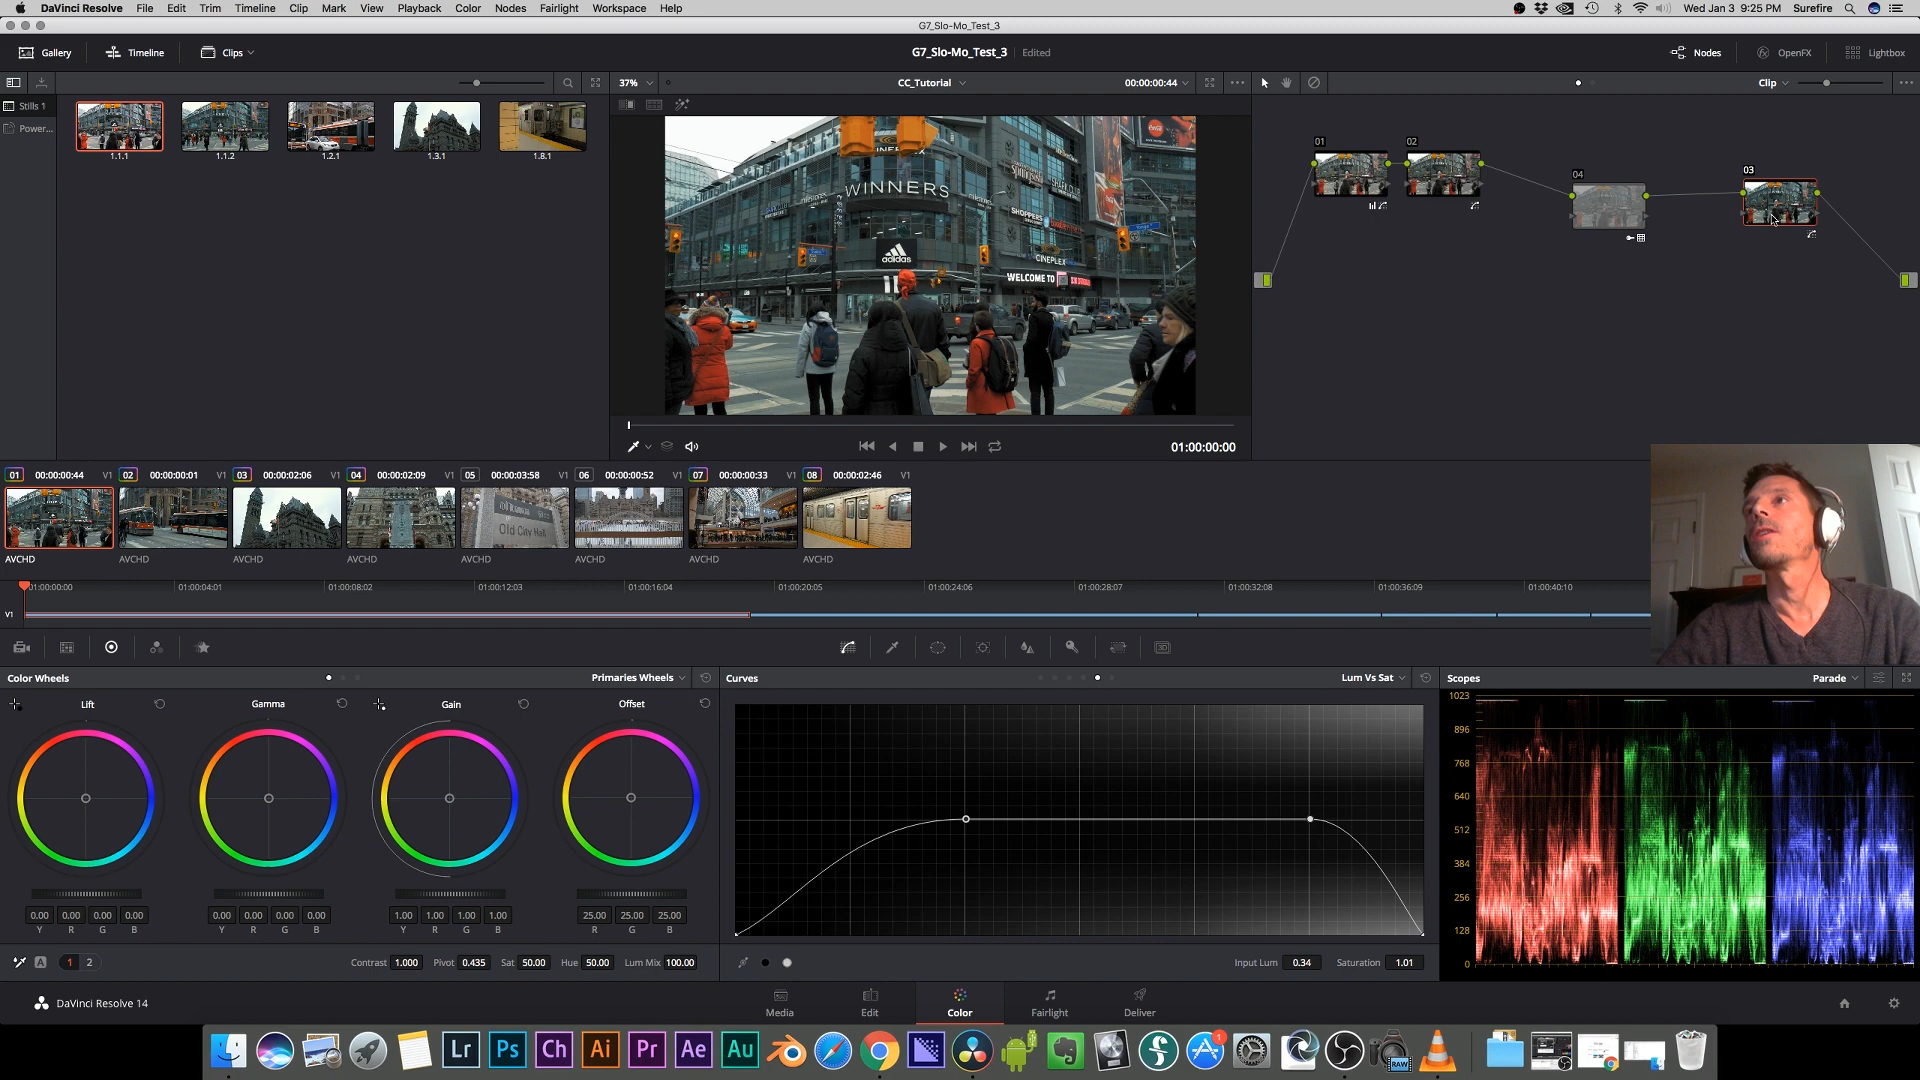 DaVinci Resolve File Edit Trim Timeline Clip Mark View Playback Color Nodes Fairlight Workspace Help
Wed Jan 3 9:25 PM Surefire
G7_Slo-Mo_Test_3
Gallery Timeline Clips
G7_Slo-Mo_Test_3 Edited
Nodes OpenFX Lightbox
37% CC_Tutorial 00:00:00:44
Clip
Stills 1
Power...
1.1.1 1.1.2 1.2.1 1.3.1 1.8.1
WINNERS
adidas
CINEPLEX
WELCOME TO
SHOPPERS
Coca-Cola
01 02 04 03
01:00:00:00
01 00:00:00:44 V1 02 00:00:00:01 V1 03 00:00:02:06 V1 04 00:00:02:09 V1 05 00:00:03:58 V1 06 00:00:00:52 V1 07 00:00:00:33 V1 08 00:00:02:46 V1
Old City Hall
AVCHD AVCHD AVCHD AVCHD AVCHD AVCHD AVCHD AVCHD
01:00:00:00 01:00:04:01 01:00:08:02 01:00:12:03 01:00:16:04 01:00:20:05 01:00:24:06 01:00:28:07 01:00:32:08 01:00:36:09 01:00:40:10
V1
Color Wheels Primaries Wheels
Lift Gamma Gain Offset
0.00 0.00 0.00 0.00 0.00 0.00 0.00 0.00 1.00 1.00 1.00 1.00 25.00 25.00 25.00
Y R G B Y R G B Y R G B R G B
A 1 2 Contrast 1.000 Pivot 0.435 Sat 50.00 Hue 50.00 Lum Mix 100.00
Curves Lum Vs Sat
Input Lum 0.34 Saturation 1.01
Scopes Parade
1023
896
768
640
512
384
256
128
0
DaVinci Resolve 14
Media Edit Color Fairlight Deliver
Lr Ps Ch Ai Pr Ae Au
1
RAW